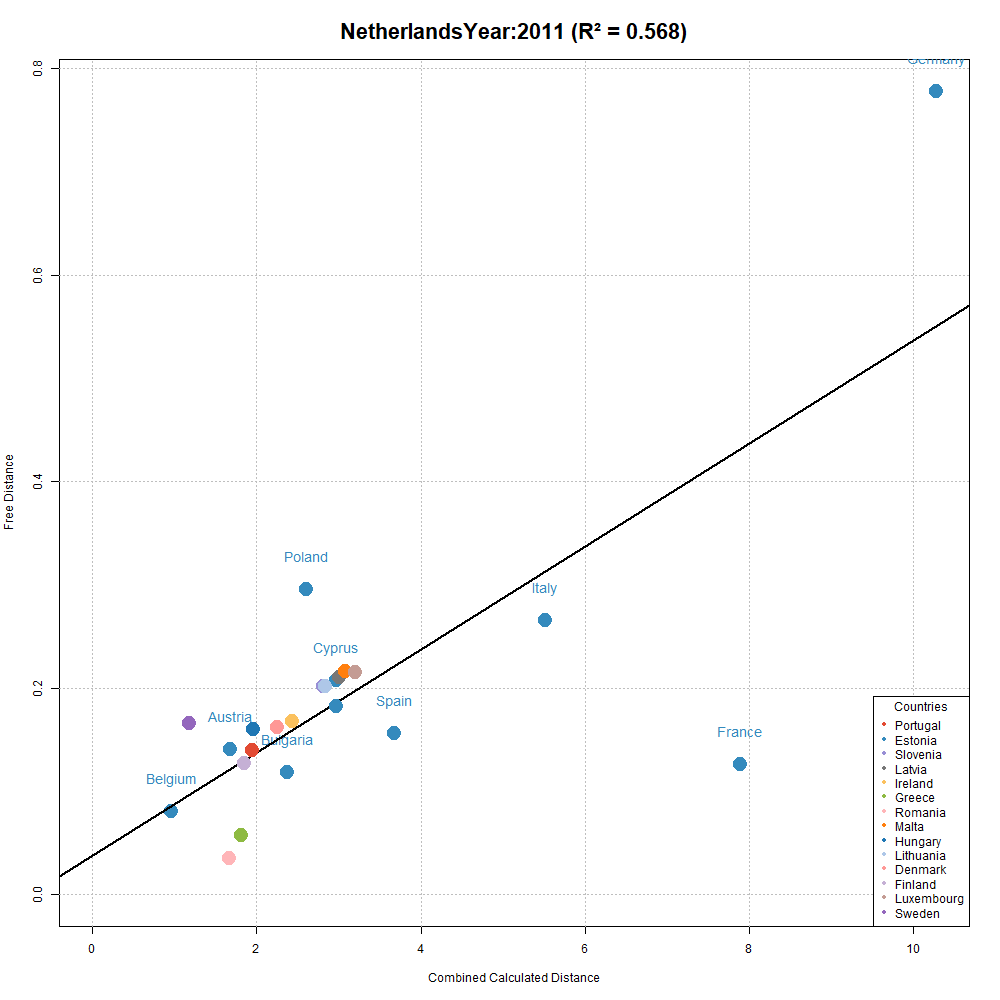 NetherlandsYear:2011 (R² = 0.568)
Germany
0.8
0.6
0.4
0.2
0.0
Free Distance
Poland
Italy
Cyprus
Spain
Austria
Bulgaria
France
Belgium
Countries
Portugal
Estonia
Slovenia
Latvia
Ireland
Greece
Romania
Malta
Hungary
Lithuania
Denmark
Finland
Luxembourg
Sweden
0 2 4 6 8 10
Combined Calculated Distance